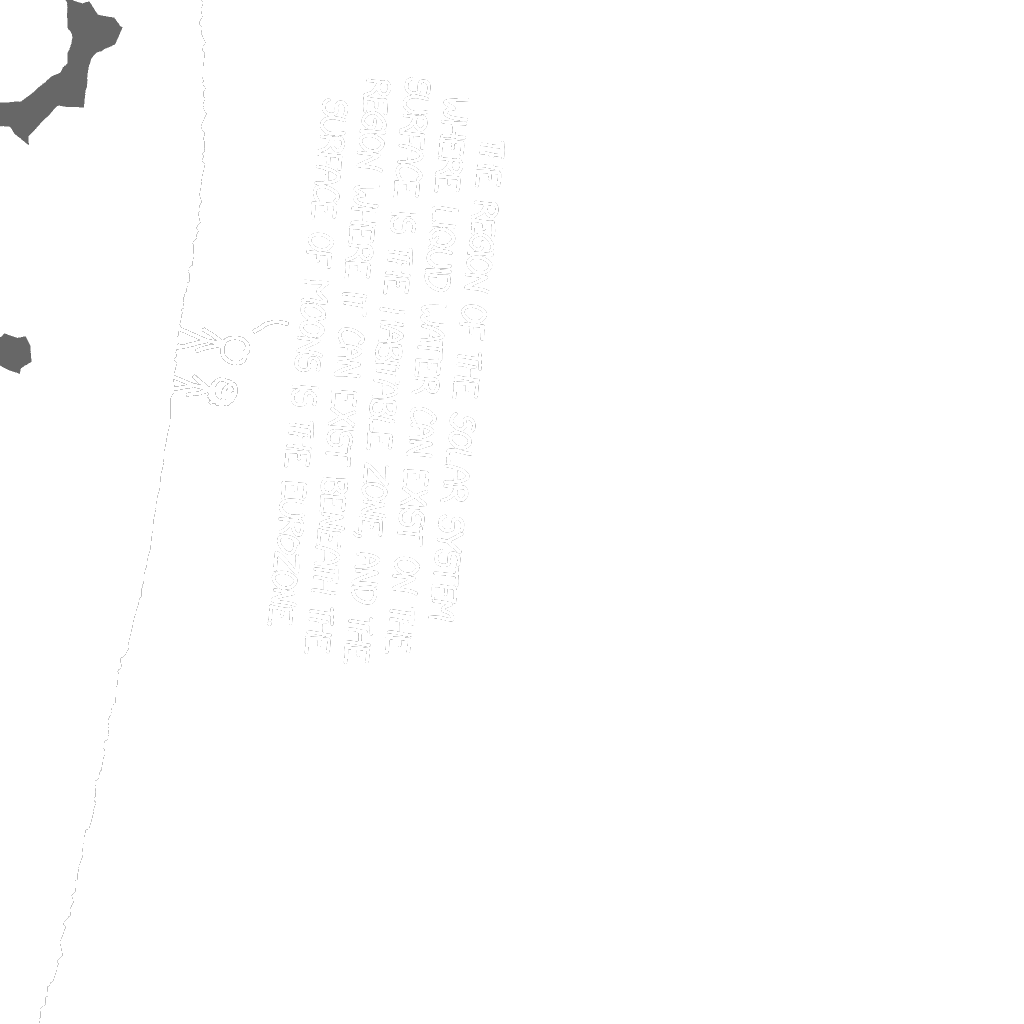 THE REGION OF THE SOLAR SYSTEM
WHERE LIQUID WATER CAN EXIST ON THE
SURFACE IS THE HABITABLE ZONE, AND THE
REGION WHERE IT CAN EXIST BENEATH THE
SURFACE OF MOONS IS THE EUROPZONE